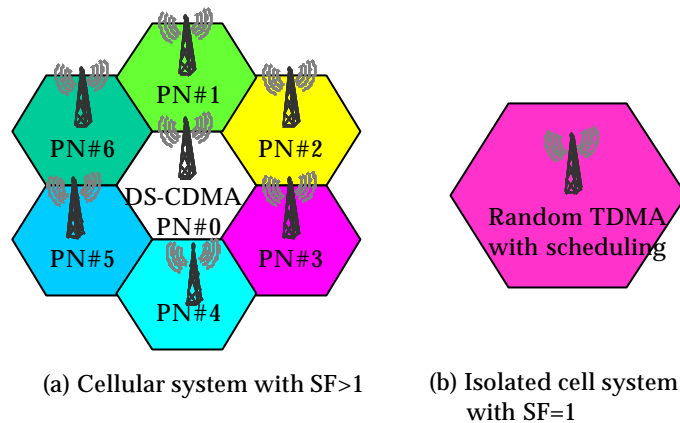 PN#1
PN#6
PN#2
DS-CDMA
PN#0
PN#5
PN#3
PN#4
Random TDMA
with scheduling
(a) Cellular system with SF>1
(b) Isolated cell system
with SF=1